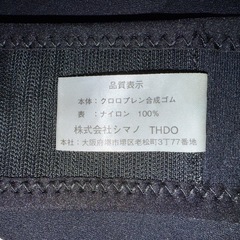 品質表示
本体：クロロプレン合成ゴム
表：ナイロン 100%
株式会社シマノ THDO
本社：大阪府堺市堺区老松町3丁77番地